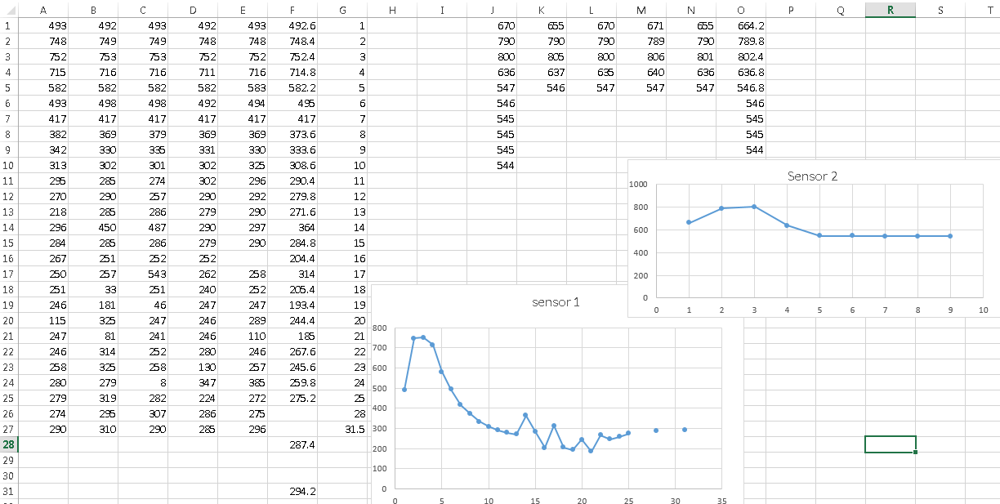 A B C D E F G H I J K L M N O P Q R S T
1 493 492 493 492 493 492.6 1 670 655 670 671 655 664.2
2 748 749 749 748 748 748.4 2 790 790 790 789 790 789.8
3 752 753 753 752 752 752.4 3 800 805 800 806 801 802.4
4 715 716 716 711 716 714.8 4 636 637 635 640 636 636.8
5 582 582 582 582 583 582.2 5 547 546 547 547 547 546.8
6 493 498 498 492 494 495 6 546 546
7 417 417 417 417 417 417 7 545 545
8 382 369 379 369 369 373.6 8 545 545
9 342 330 335 331 330 333.6 9 545 544
10 313 302 301 302 325 308.6 10 544
11 295 285 274 302 296 290.4 11
12 270 290 257 290 292 279.8 12
13 218 285 286 279 290 271.6 13
14 296 450 487 290 297 364 14
15 284 285 286 279 290 284.8 15
16 267 251 252 252 204.4 16
17 250 257 543 262 258 314 17
18 251 33 251 240 252 205.4 18
19 246 181 46 247 247 193.4 19
20 115 325 247 246 289 244.4 20
21 247 81 241 246 110 185 21
22 246 314 252 280 246 267.6 22
23 258 325 258 130 257 245.6 23
24 280 279 8 347 385 259.8 24
25 279 319 282 224 272 275.2 25
26 274 295 307 286 275 28
27 290 310 290 285 296 31.5
28 287.4
29
30
31 294.2
Sensor 2
1000
800
600
400
200
0
0 1 2 3 4 5 6 7 8 9 10
sensor 1
800
700
600
500
400
300
200
100
0
0 5 10 15 20 25 30 35